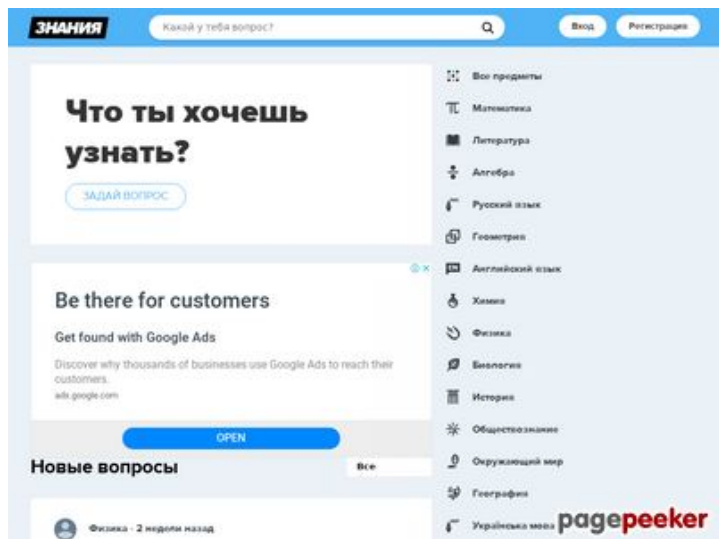 ЗНАНИЯ
Какой у тебя вопрос?
Вход
Регистрация
Что ты хочешь
узнать?
ЗАДАЙ ВОПРОС
Be there for customers
Get found with Google Ads
Discover why thousands of businesses use Google Ads to reach their
customers.
ads.google.com
OPEN
Новые вопросы
Все
Физика - 2 недели назад
Все предметы
Математика
Литература
Алгебра
Русский язык
Геометрия
Английский язык
Химия
Физика
Биология
История
Обществознание
Окружающий мир
География
Українська мова
pagepeeker